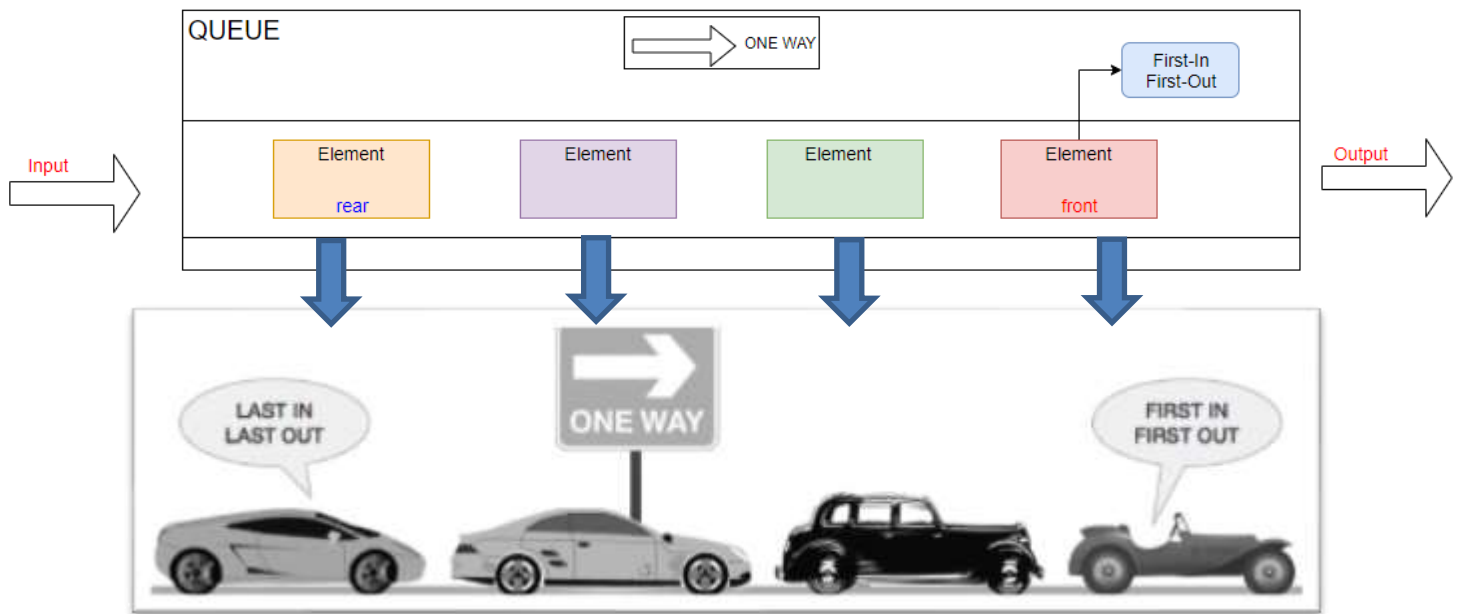 QUEUE
ONE WAY
First-In
First-Out
Input
Element
Element
Element
Element
Output
rear
front
LAST IN
LAST OUT
ONE WAY
FIRST IN
FIRST OUT